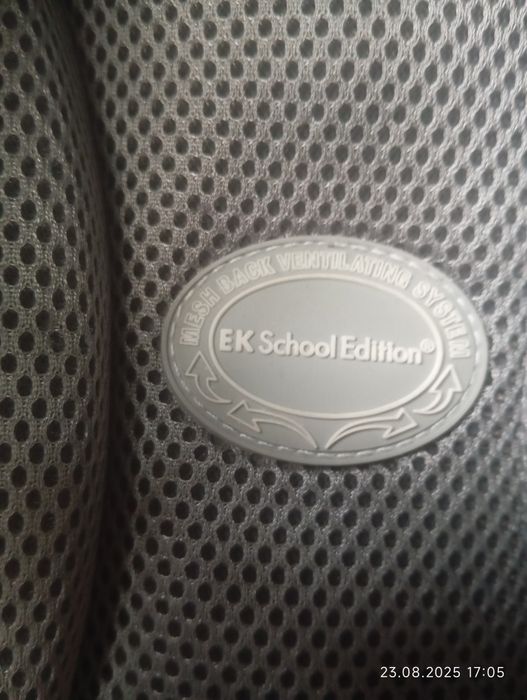 MESH BACK VENTILATING SYSTEM
EK School Edition®
23.08.2025 17:05